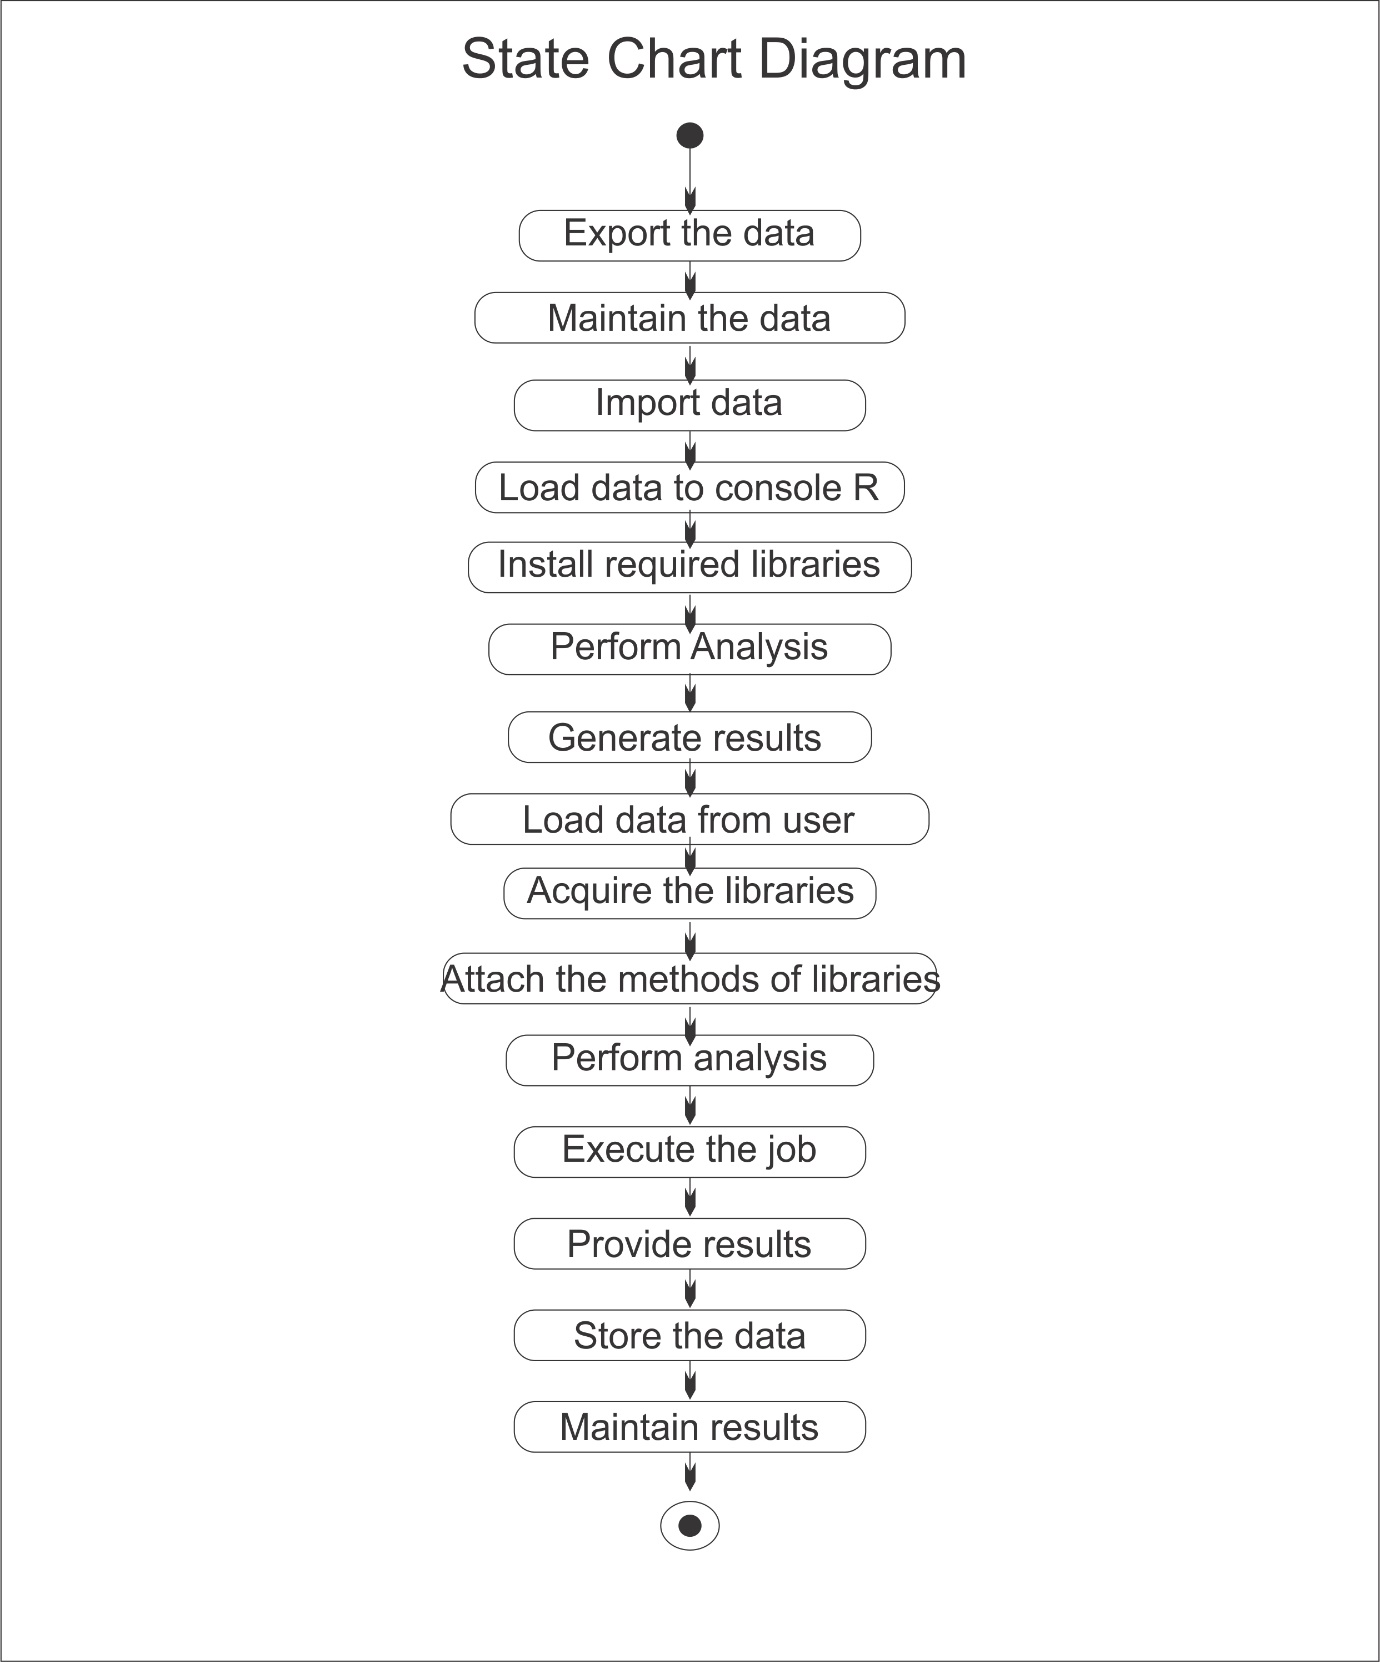 State Chart Diagram
Export the data
Maintain the data
Import data
Load data to console R
Install required libraries
Perform Analysis
Generate results
Load data from user
Acquire the libraries
Attach the methods of libraries
Perform analysis
Execute the job
Provide results
Store the data
Maintain results